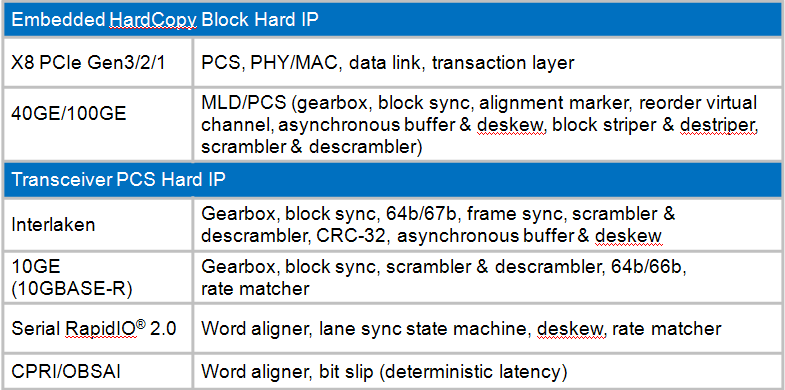 Embedded HardCopy Block Hard IP
X8 PCIe Gen3/2/1
PCS, PHY/MAC, data link, transaction layer
40GE/100GE
MLD/PCS (gearbox, block sync, alignment marker, reorder virtual
channel, asynchronous buffer & deskew, block striper & destriper,
scrambler & descrambler)
Transceiver PCS Hard IP
Interlaken
Gearbox, block sync, 64b/67b, frame sync, scrambler &
descrambler, CRC-32, asynchronous buffer & deskew
10GE
(10GBASE-R)
Gearbox, block sync, scrambler & descrambler, 64b/66b,
rate matcher
Serial RapidIO® 2.0
Word aligner, lane sync state machine, deskew, rate matcher
CPRI/OBSAI
Word aligner, bit slip (deterministic latency)